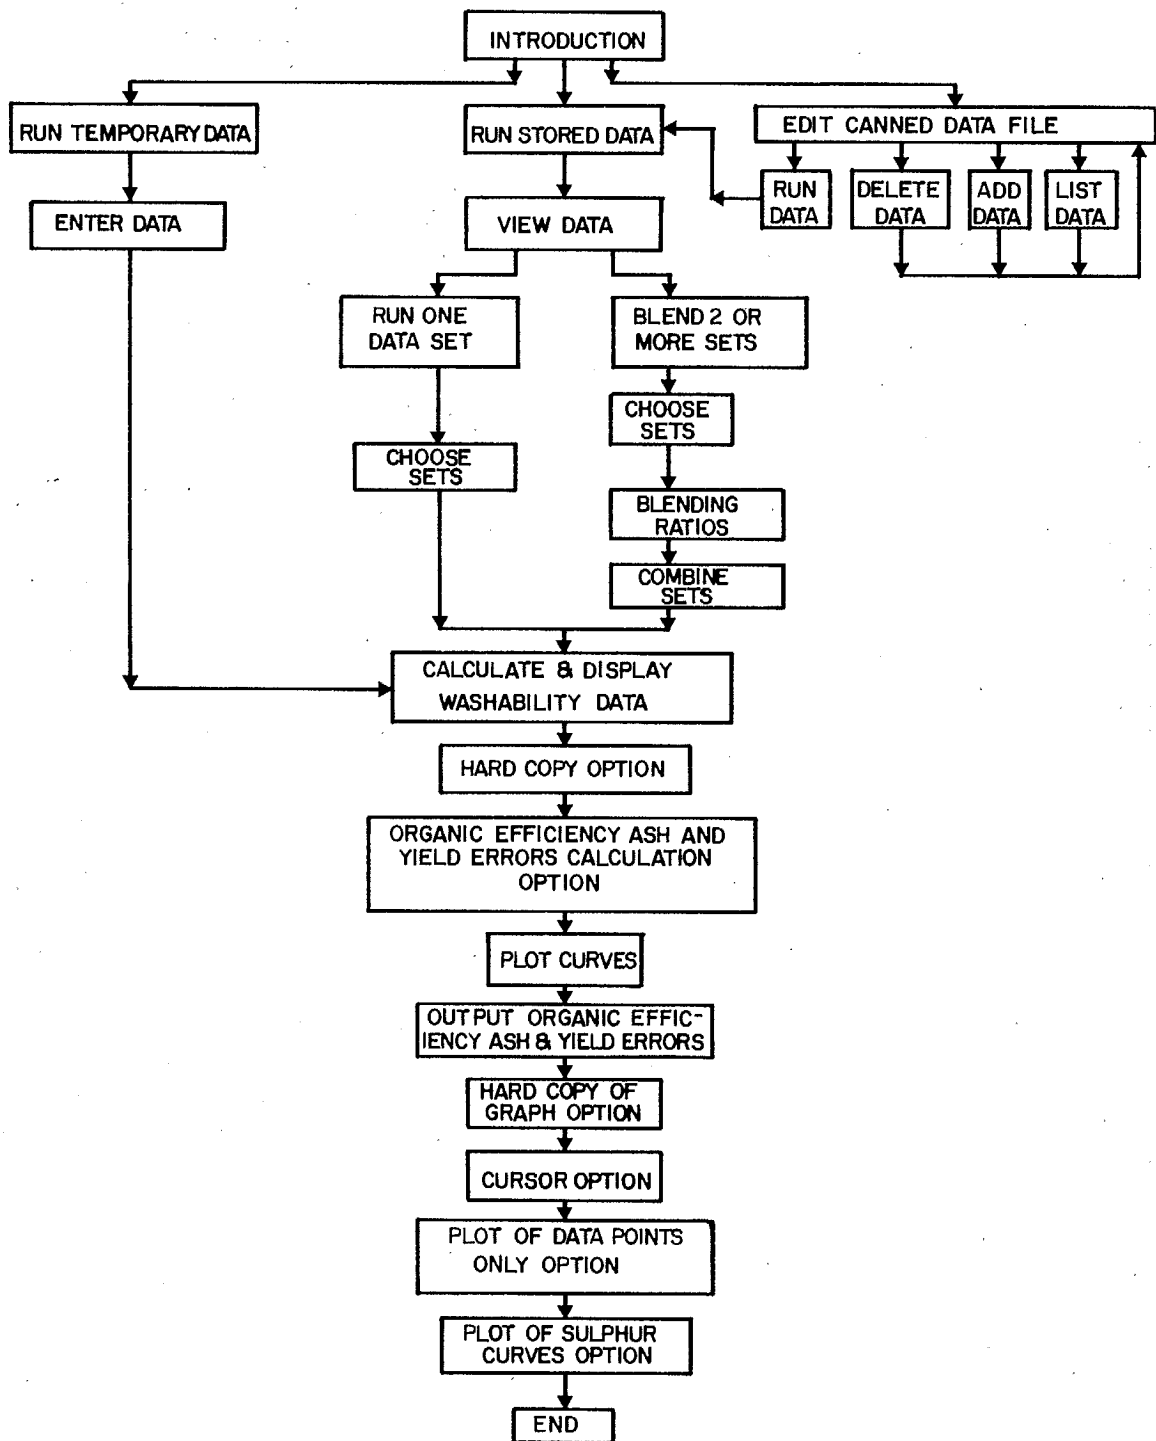 INTRODUCTION
RUN TEMPORARY DATA
RUN STORED DATA
EDIT CANNED DATA FILE
RUN
DATA
DELETE
DATA
ADD
DATA
LIST
DATA
ENTER DATA
VIEW DATA
RUN ONE
DATA SET
BLEND 2 OR
MORE SETS
CHOOSE
SETS
CHOOSE
SETS
BLENDING
RATIOS
COMBINE
SETS
CALCULATE & DISPLAY
WASHABILITY DATA
HARD COPY OPTION
ORGANIC EFFICIENCY ASH AND
YIELD ERRORS CALCULATION
OPTION
PLOT CURVES
OUTPUT ORGANIC EFFIC-
IENCY ASH & YIELD ERRORS
HARD COPY OF
GRAPH OPTION
CURSOR OPTION
PLOT OF DATA POINTS
ONLY OPTION
PLOT OF SULPHUR
CURVES OPTION
END